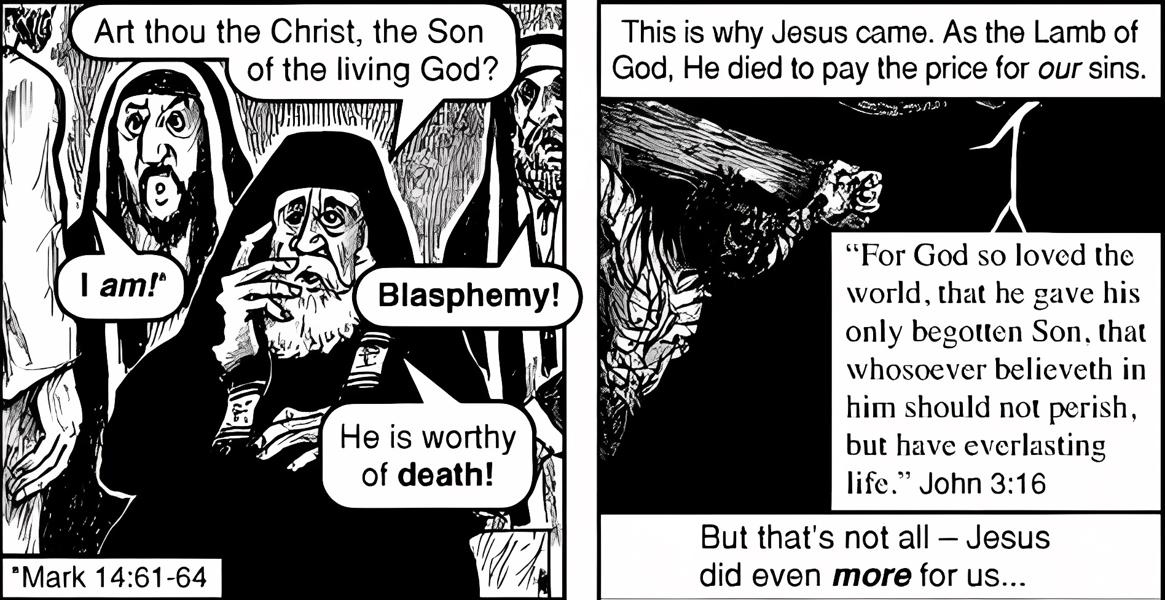 Art thou the Christ, the Son
of the living God?
I am!*
Blasphemy!
He is worthy
of death!
*Mark 14:61-64
This is why Jesus came. As the Lamb of
God, He died to pay the price for our sins.
“For God so loved the
world, that he gave his
only begotten Son, that
whosoever believeth in
him should not perish,
but have everlasting
life.” John 3:16
But that's not all – Jesus
did even more for us...